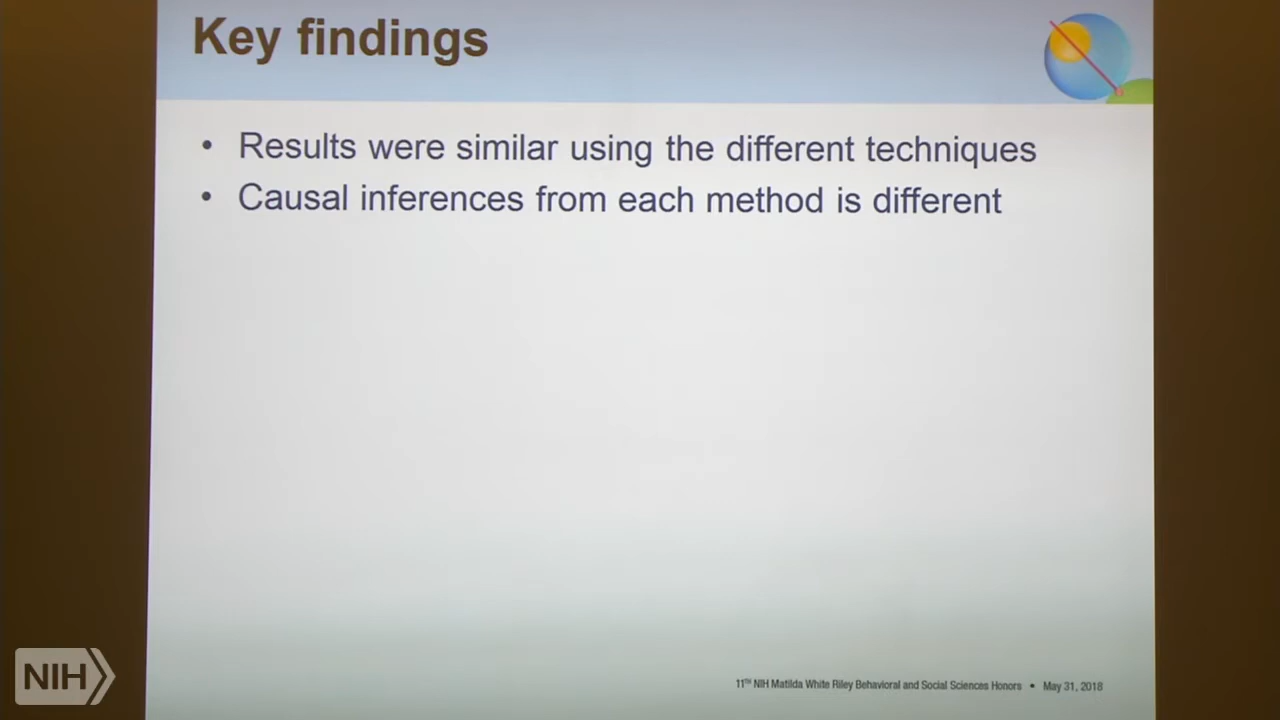 Key findings
• Results were similar using the different techniques
• Causal inferences from each method is different
11TH NIH Matilda White Riley Behavioral and Social Sciences Honors • May 31, 2018
NIH